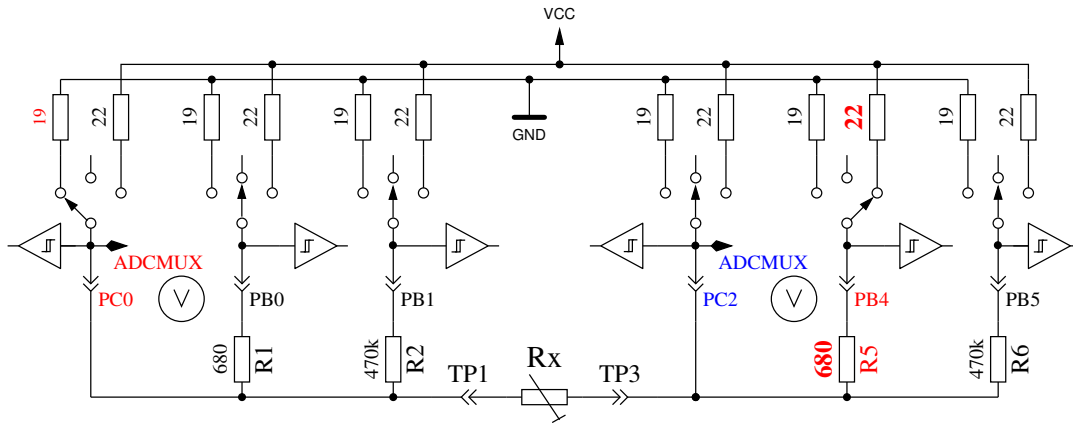 VCC
19
22
19
22
19
22
GND
19
22
19
22
19
22
ADCMUX
ADCMUX
V
V
PC0
PB0
PB1
PC2
PB4
PB5
680
R1
470k
R2
680
R5
470k
R6
TP1
Rx
TP3